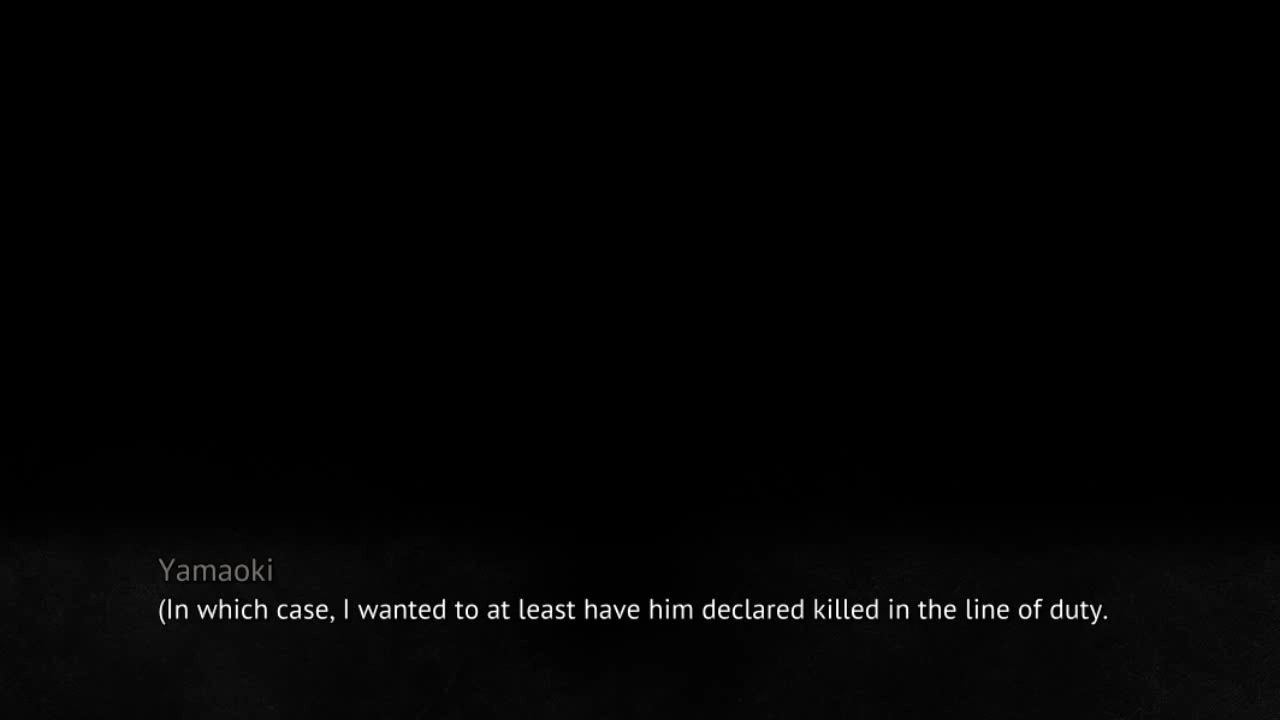 Yamaoki
(In which case, I wanted to at least have him declared killed in the line of duty.